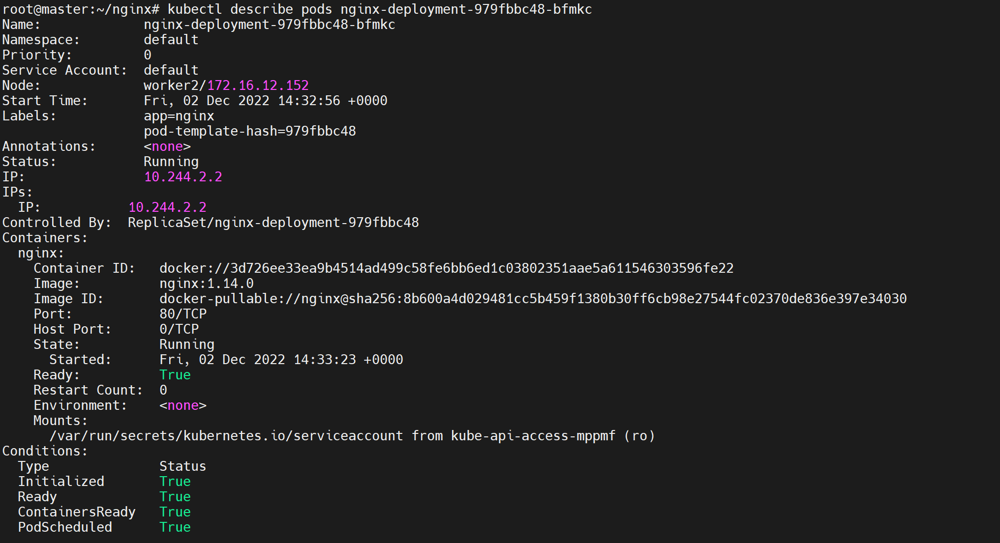 root@master:~/nginx# kubectl describe pods nginx-deployment-979fbbc48-bfmkc
Name:             nginx-deployment-979fbbc48-bfmkc
Namespace:        default
Priority:         0
Service Account:  default
Node:             worker2/172.16.12.152
Start Time:       Fri, 02 Dec 2022 14:32:56 +0000
Labels:           app=nginx
                  pod-template-hash=979fbbc48
Annotations:      <none>
Status:           Running
IP:               10.244.2.2
IPs:
  IP:           10.244.2.2
Controlled By:  ReplicaSet/nginx-deployment-979fbbc48
Containers:
  nginx:
    Container ID:   docker://3d726ee33ea9b4514ad499c58fe6bb6ed1c03802351aae5a611546303596fe22
    Image:          nginx:1.14.0
    Image ID:       docker-pullable://nginx@sha256:8b600a4d029481cc5b459f1380b30ff6cb98e27544fc02370de836e397e34030
    Port:           80/TCP
    Host Port:      0/TCP
    State:          Running
      Started:      Fri, 02 Dec 2022 14:33:23 +0000
    Ready:          True
    Restart Count:  0
    Environment:    <none>
    Mounts:
      /var/run/secrets/kubernetes.io/serviceaccount from kube-api-access-mppmf (ro)
Conditions:
  Type              Status
  Initialized       True
  Ready             True
  ContainersReady   True
  PodScheduled      True